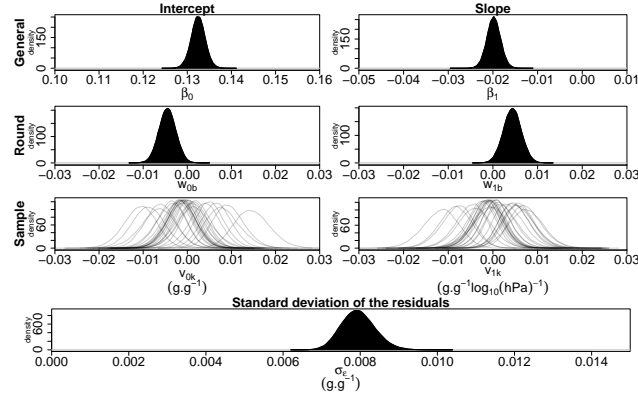 Intercept Slope
General
density
0 150
0.10 0.11 0.12 0.13 0.14 0.15 0.16
β0
density
0 150
−0.05 −0.04 −0.03 −0.02 −0.01 0.00 0.01
β1
Round
density
0 100
−0.03 −0.02 −0.01 0.00 0.01 0.02 0.03
w0b
density
0 100
−0.03 −0.02 −0.01 0.00 0.01 0.02 0.03
w1b
Sample
density
0 60
−0.03 −0.02 −0.01 0.00 0.01 0.02 0.03
v0k
(g.g−1)
density
0 60
−0.03 −0.02 −0.01 0.00 0.01 0.02 0.03
v1k
(g.g−1log10(hPa)−1)
Standard deviation of the residuals
density
0 600
0.000 0.002 0.004 0.006 0.008 0.010 0.012 0.014
σε
(g.g−1)